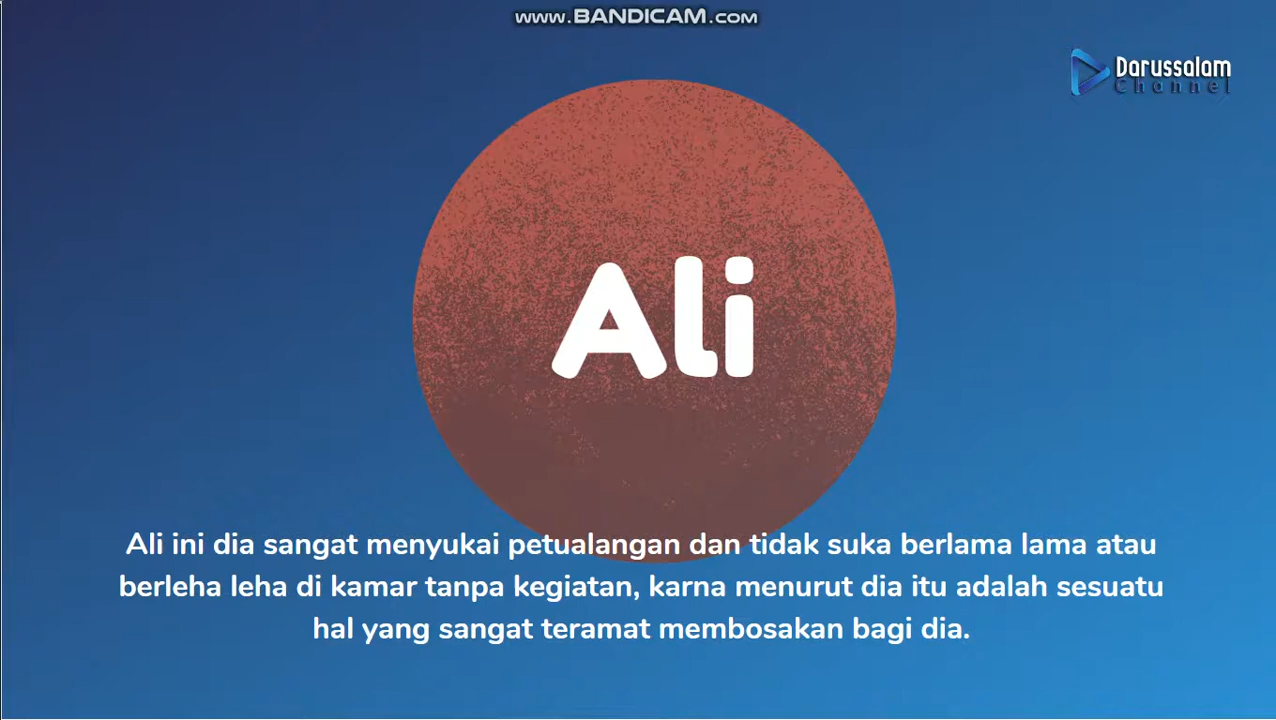 www.BANDICAM.com
Darussalam
Channel
Ali
Ali ini dia sangat menyukai petualangan dan tidak suka berlama lama atau
berleha leha di kamar tanpa kegiatan, karna menurut dia itu adalah sesuatu
hal yang sangat teramat membosakan bagi dia.